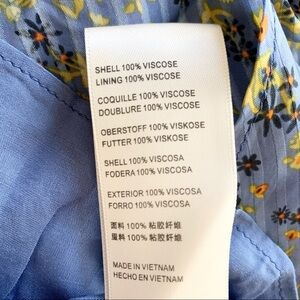 SHELL 100% VISCOSE
LINING 100% VISCOSE
COQUILLE 100% VISCOSE
DOUBLURE 100% VISCOSE
OBERSTOFF 100% VISKOSE
FUTTER 100% VISKOSE
SHELL 100% VISCOSA
FODERA 100% VISCOSA
EXTERIOR 100% VISCOSA
FORRO 100% VISCOSA
面料 100% 粘胶纤维
里料 100% 粘胶纤维
MADE IN VIETNAM
HECHO EN VIETNAM